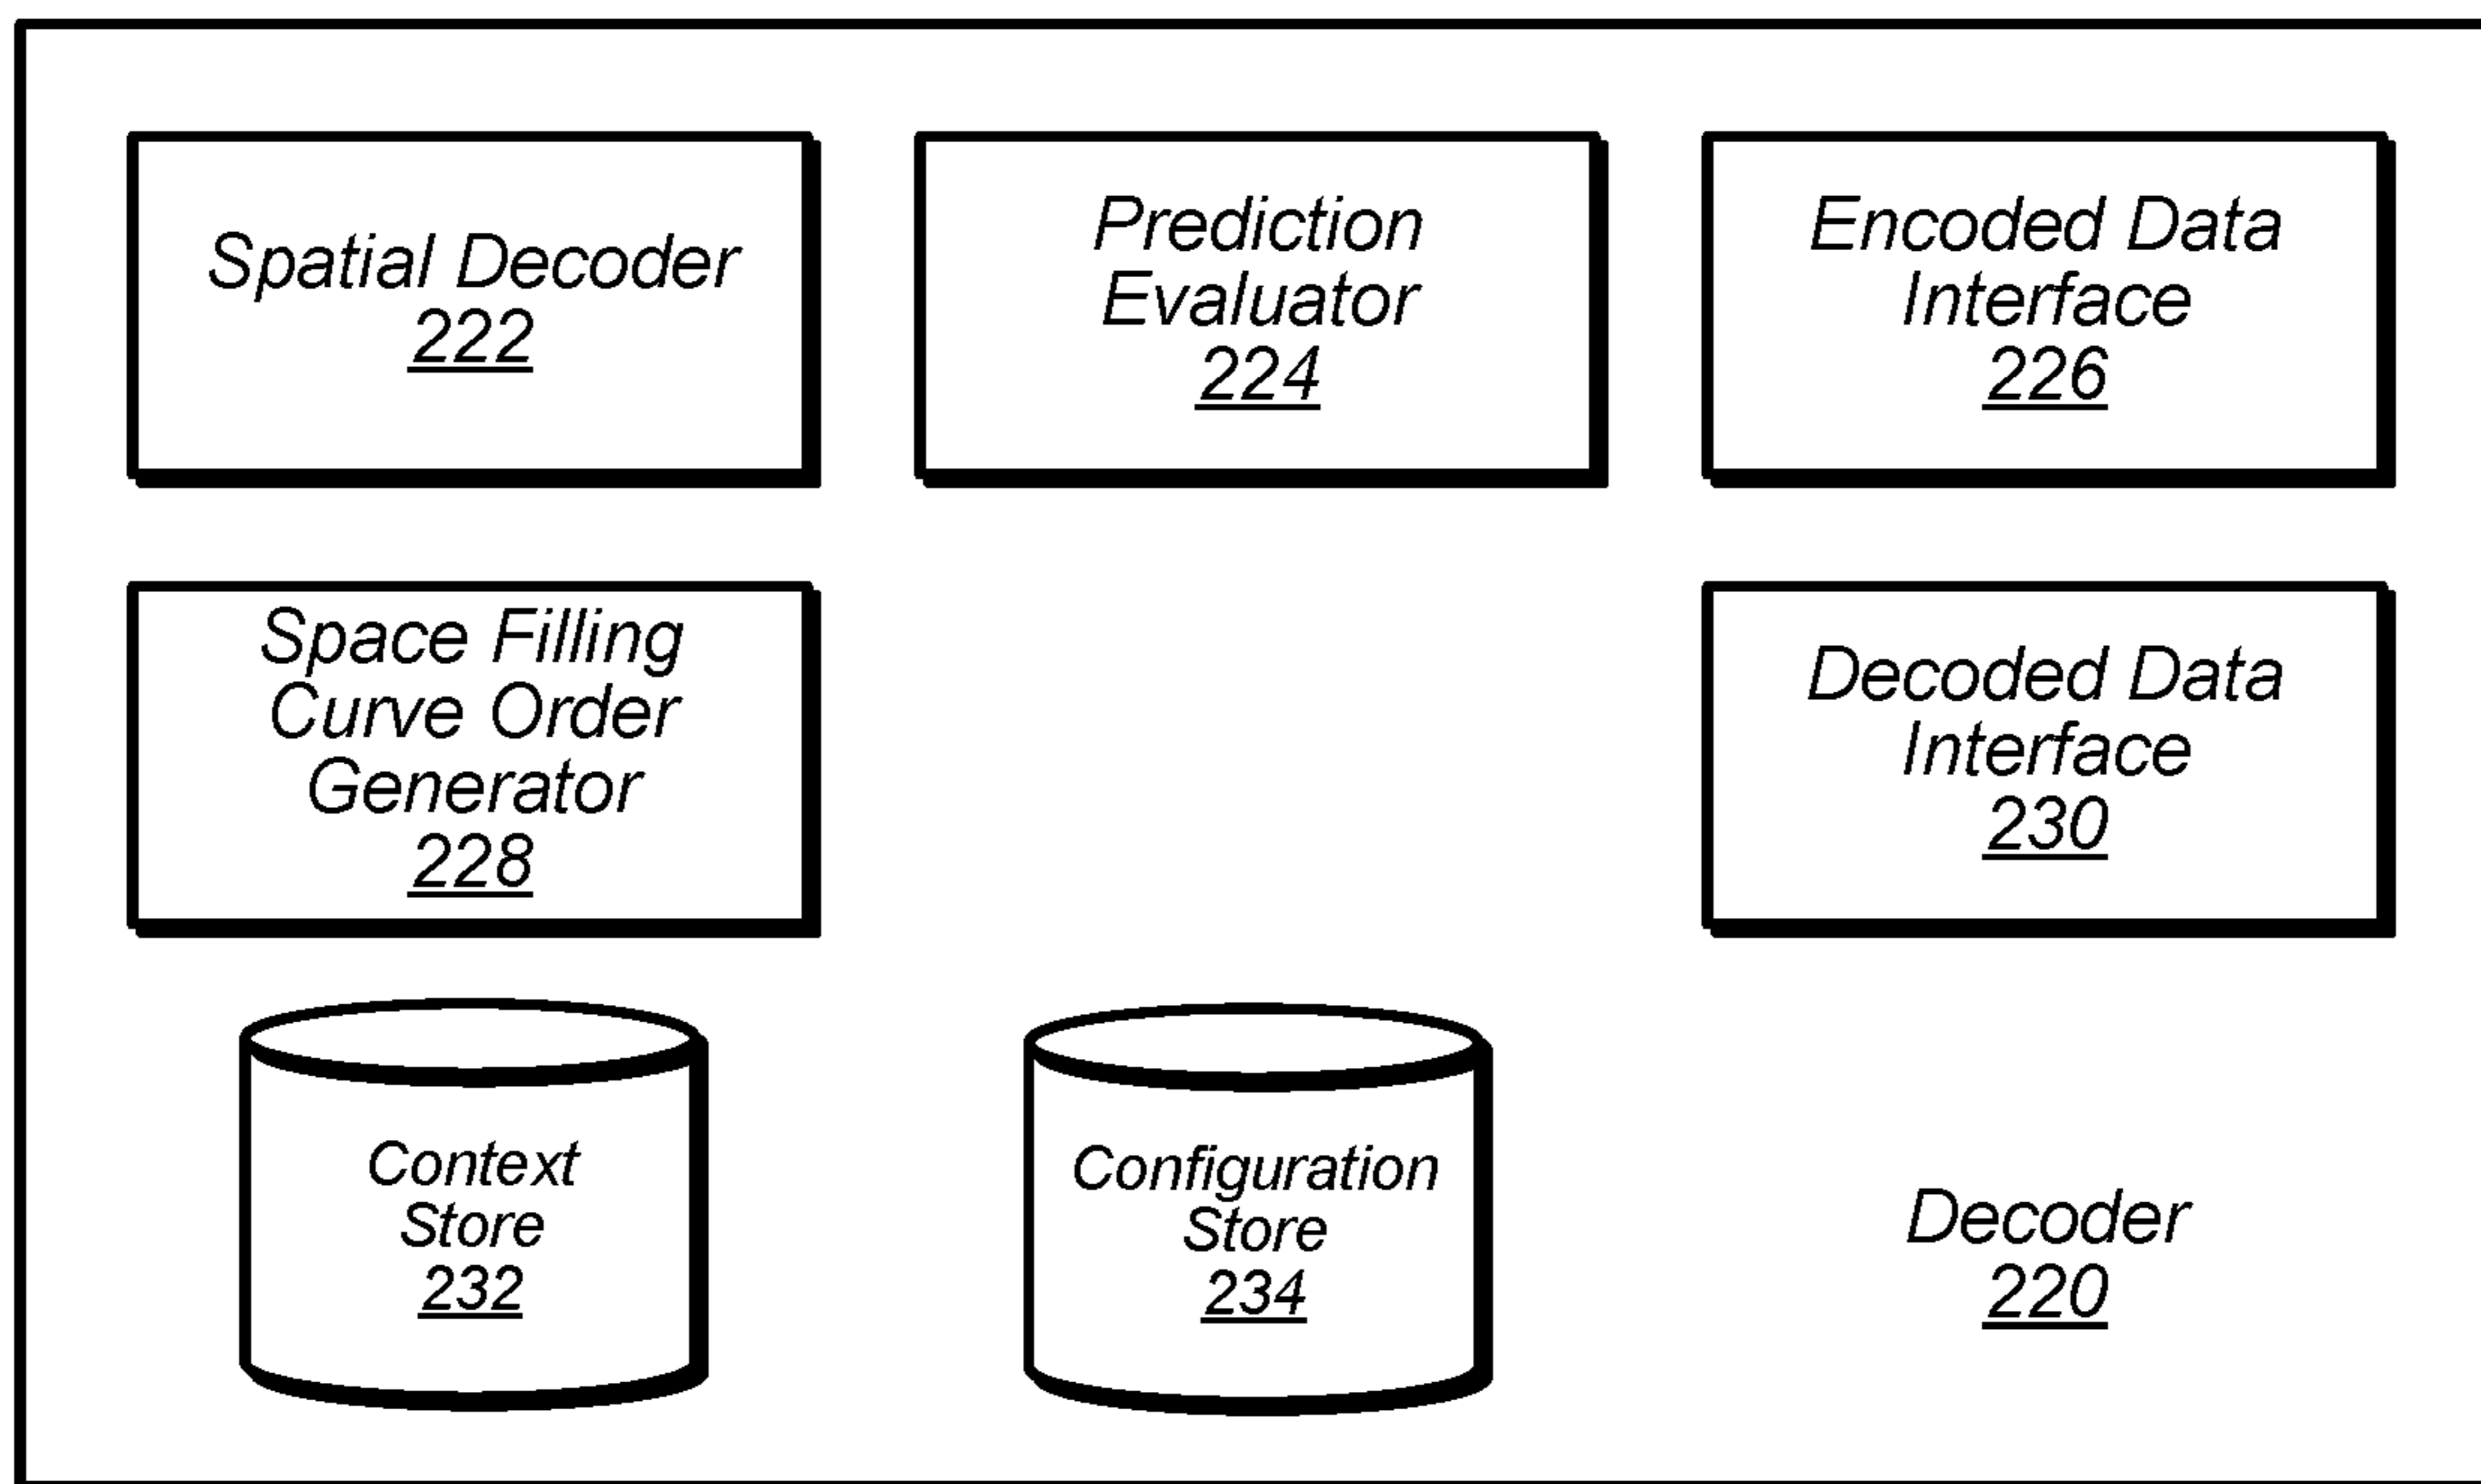 Spatial Decoder
222
Prediction
Evaluator
224
Encoded Data
Interface
226
Space Filling
Curve Order
Generator
228
Decoded Data
Interface
230
Context
Store
232
Configuration
Store
234
Decoder
220